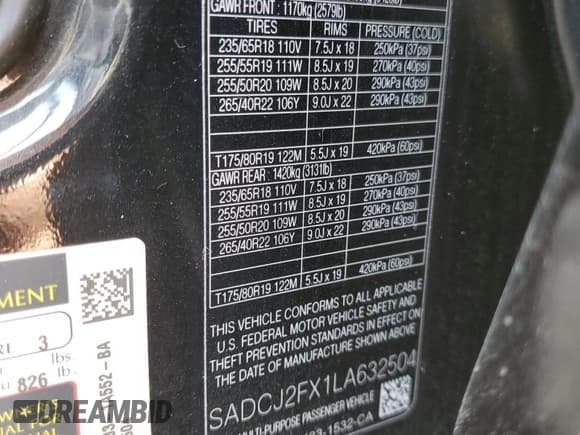 GAWR FRONT : 1170kg (2579lb)
TIRES RIMS PRESSURE (COLD)
235/65R18 110V 7.5J x 18 250kPa (37psi)
255/55R19 111W 8.5J x 19 270kPa (40psi)
255/50R20 109W 8.5J x 20 290kPa (43psi)
265/40R22 106Y 9.0J x 22 290kPa (43psi)
T175/80R19 122M 5.5J x 19 420kPa (60psi)
GAWR REAR : 1420kg (3131lb)
235/65R18 110V 7.5J x 18 250kPa (37psi)
255/55R19 111W 8.5J x 19 270kPa (40psi)
255/50R20 109W 8.5J x 20 290kPa (43psi)
265/40R22 106Y 9.0J x 22 290kPa (43psi)
T175/80R19 122M 5.5J x 19 420kPa (60psi)
THIS VEHICLE CONFORMS TO ALL APPLICABLE
U.S. FEDERAL MOTOR VEHICLE SAFETY AND
THEFT PREVENTION STANDARDS IN EFFECT ON
THE DATE OF MANUFACTURE SHOWN ABOVE.
SADCJ2FX1LA632504
MULTI-PURPOSE PASSENGER VEHICLE
1532-CA
MENT
3
lbs.
826
lbs.
A552-BA
DREAMBID